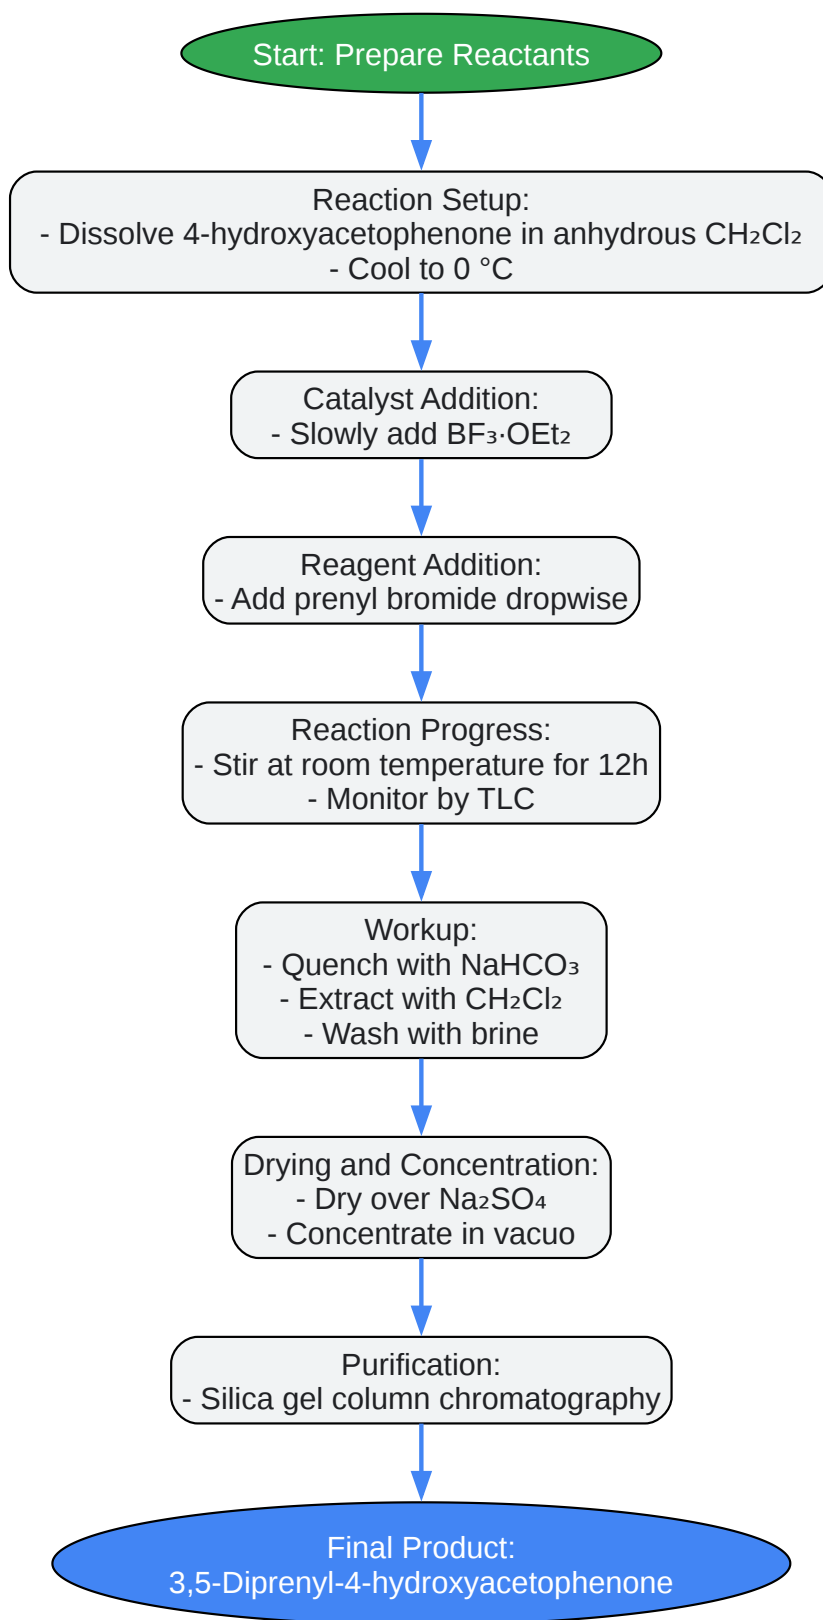 Start: Prepare Reactants
Reaction Setup:
- Dissolve 4-hydroxyacetophenone in anhydrous CH₂Cl₂
- Cool to 0 °C
Catalyst Addition:
- Slowly add BF₃·OEt₂
Reagent Addition:
- Add prenyl bromide dropwise
Reaction Progress:
- Stir at room temperature for 12h
- Monitor by TLC
Workup:
- Quench with NaHCO₃
- Extract with CH₂Cl₂
- Wash with brine
Drying and Concentration:
- Dry over Na₂SO₄
- Concentrate in vacuo
Purification:
- Silica gel column chromatography
Final Product:
3,5-Diprenyl-4-hydroxyacetophenone